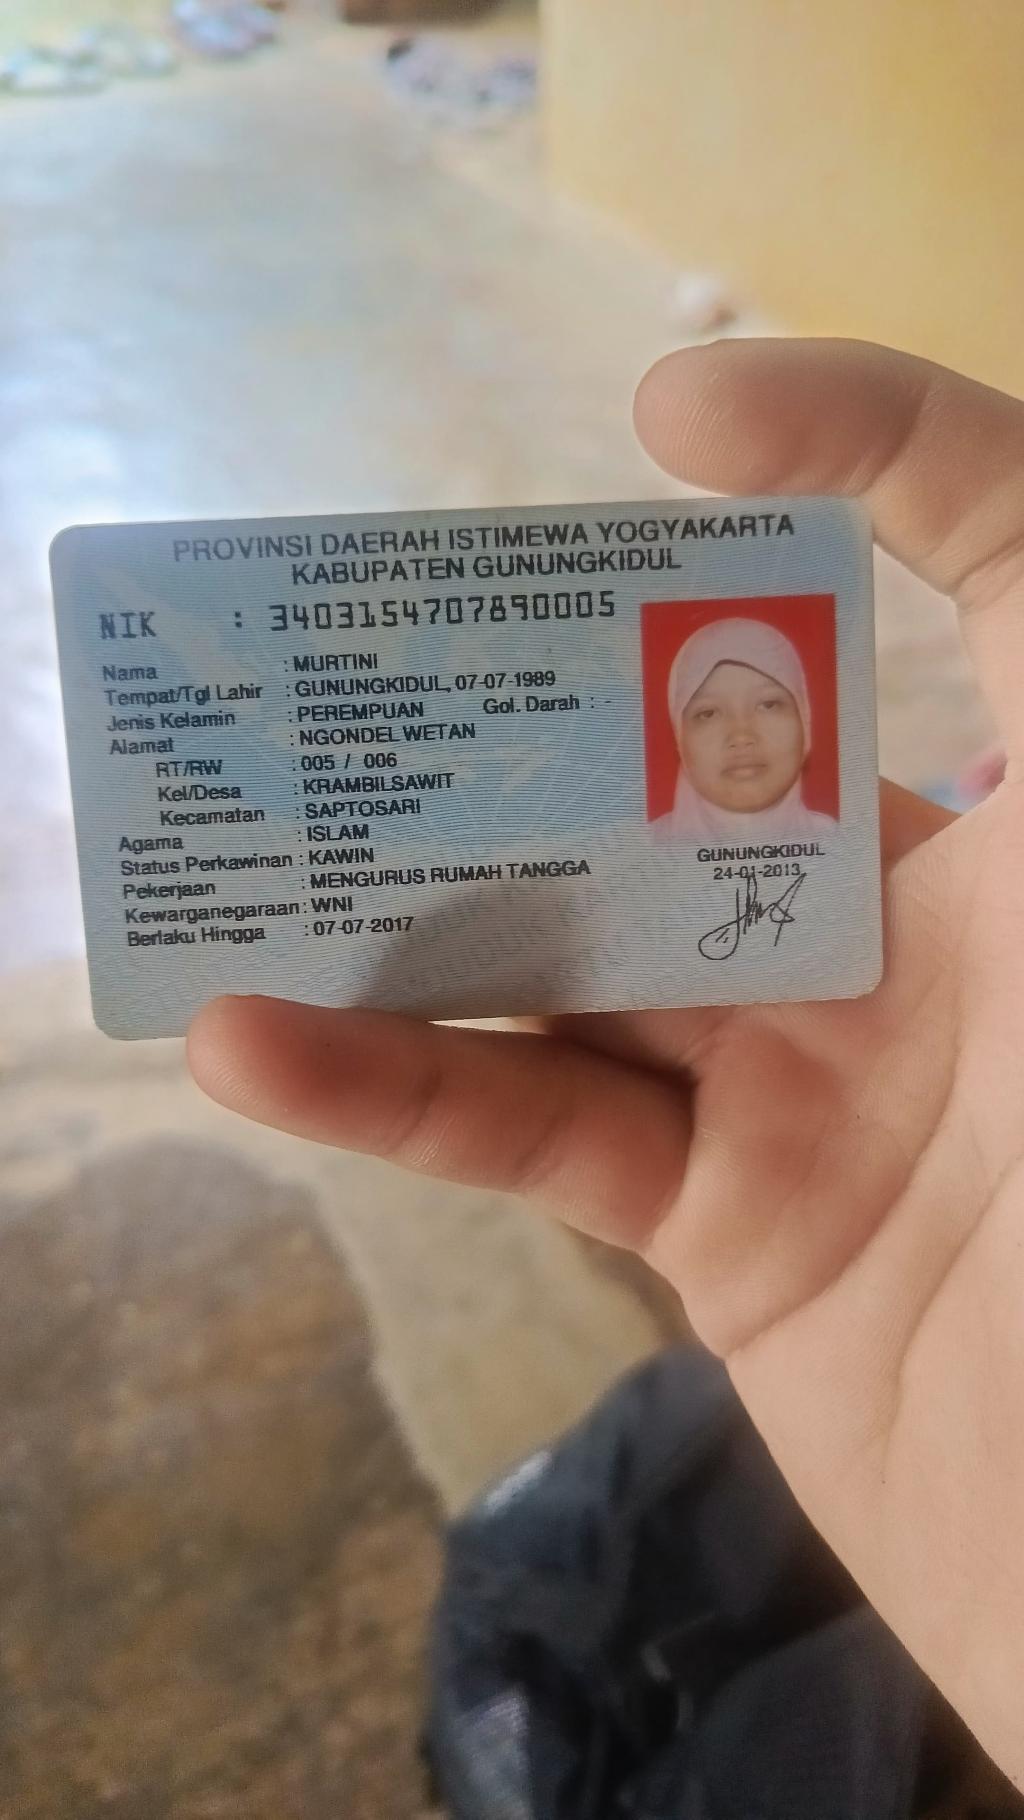 PROVINSI DAERAH ISTIMEWA YOGYAKARTA
KABUPATEN GUNUNGKIDUL
NIK : 3403154707890005
Nama : MURTINI
Tempat/Tgl Lahir : GUNUNGKIDUL, 07-07-1989
Jenis Kelamin : PEREMPUAN Gol. Darah : -
Alamat : NGONDEL WETAN
RT/RW : 005 / 006
Kel/Desa : KRAMBILSAWIT
Kecamatan : SAPTOSARI
Agama : ISLAM
Status Perkawinan : KAWIN
Pekerjaan : MENGURUS RUMAH TANGGA
Kewarganegaraan : WNI
Berlaku Hingga : 07-07-2017
GUNUNGKIDUL
24-01-2013